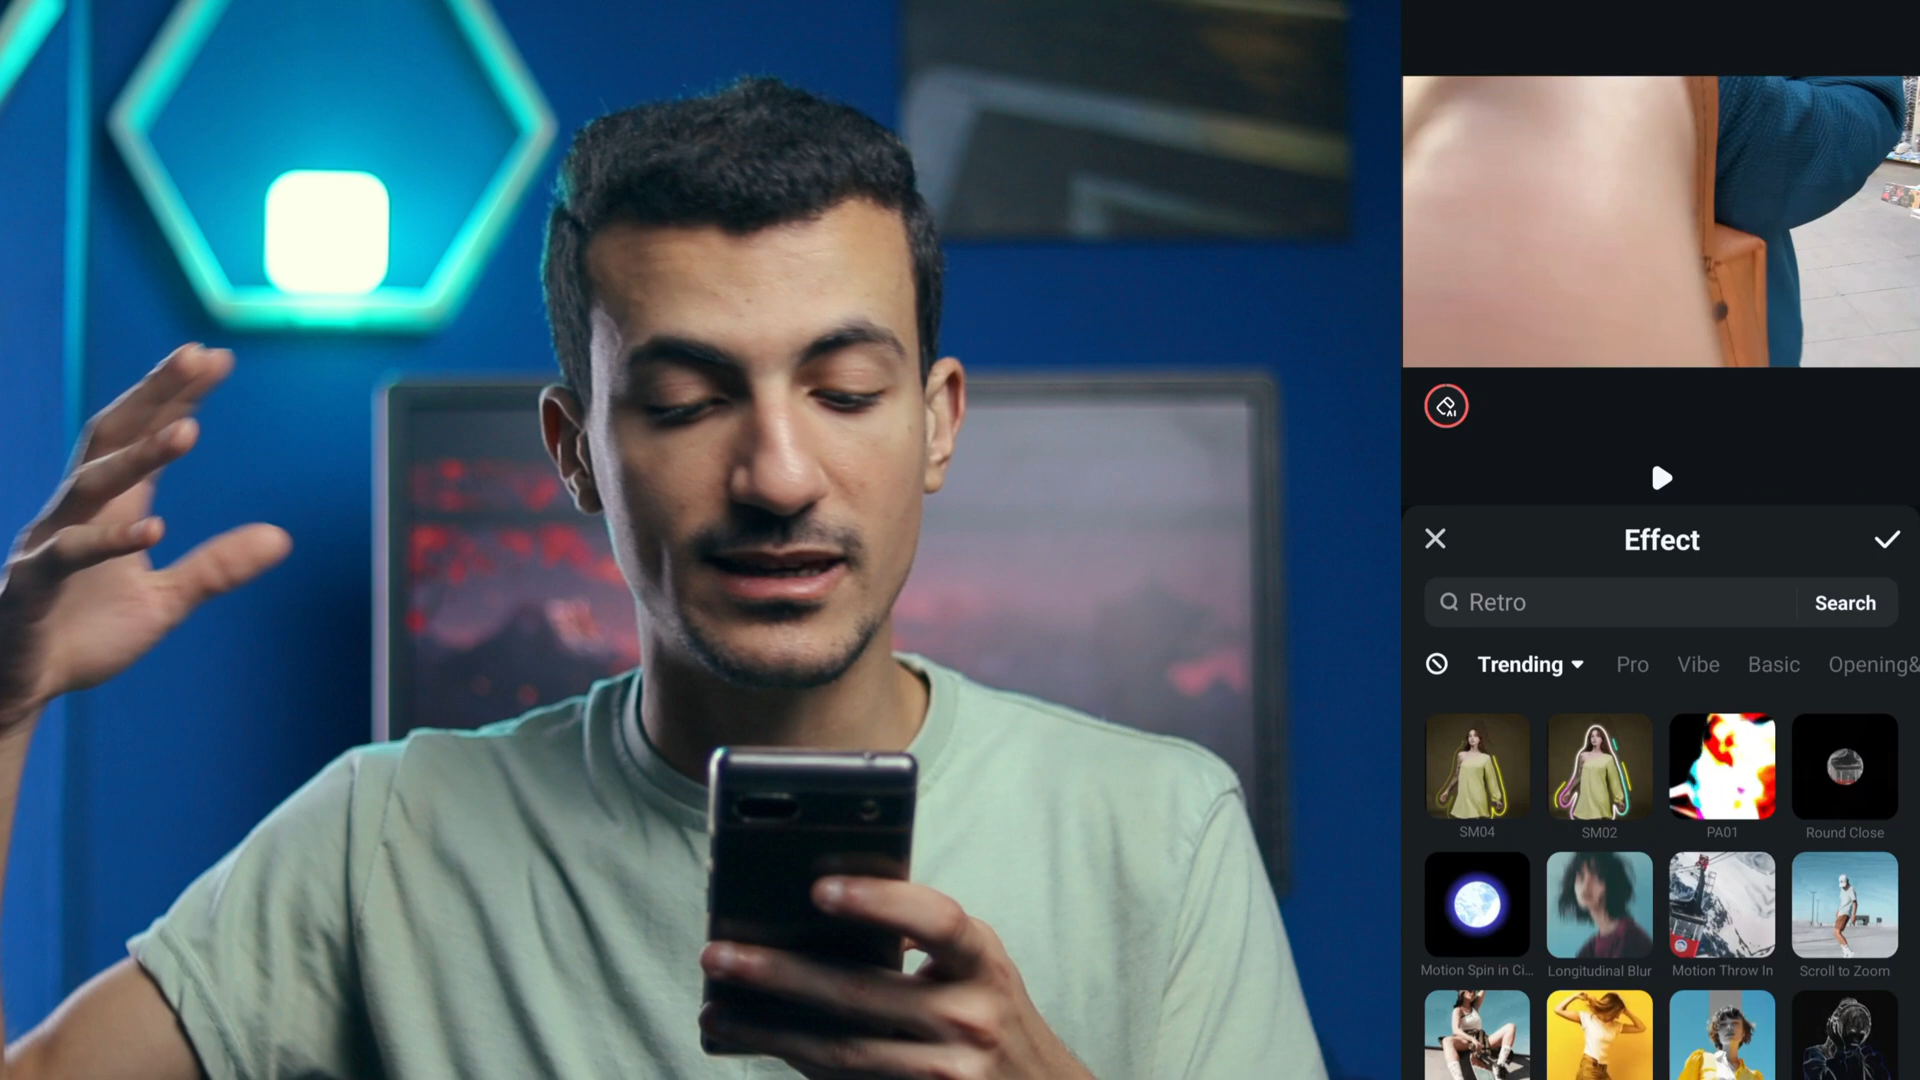 AI
Effect
Retro
Search
Trending Pro Vibe Basic Opening&
SM04 SM02 PA01 Round Close
Motion Spin in Ci... Longitudinal Blur Motion Throw In Scroll to Zoom